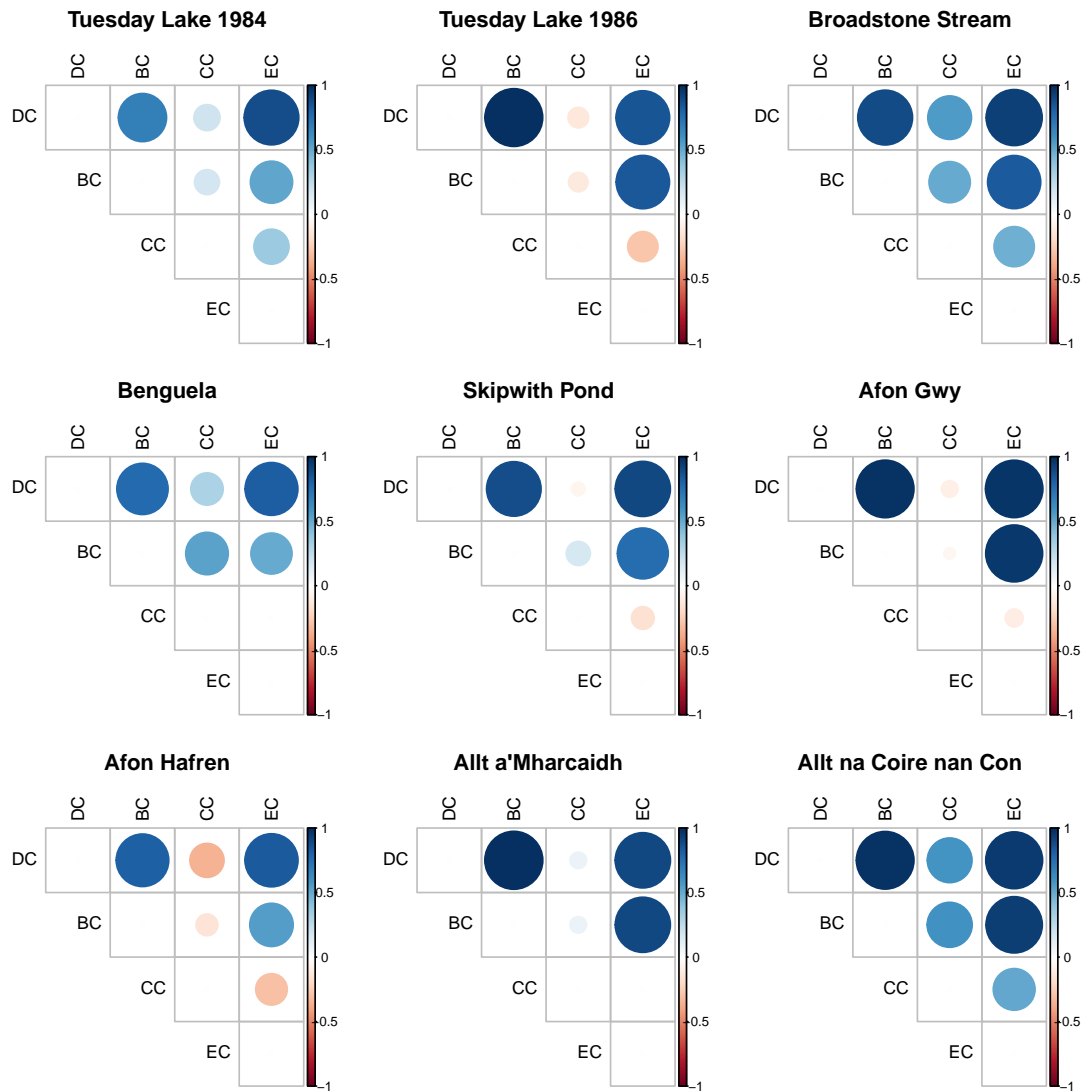 Tuesday Lake 1984
DC BC CC EC
DC
BC
CC
EC
1
0.5
0
−0.5
−1
Tuesday Lake 1986
DC BC CC EC
DC
BC
CC
EC
1
0.5
0
−0.5
−1
Broadstone Stream
DC BC CC EC
DC
BC
CC
EC
1
0.5
0
−0.5
−1
Benguela
DC BC CC EC
DC
BC
CC
EC
1
0.5
0
−0.5
−1
Skipwith Pond
DC BC CC EC
DC
BC
CC
EC
1
0.5
0
−0.5
−1
Afon Gwy
DC BC CC EC
DC
BC
CC
EC
1
0.5
0
−0.5
−1
Afon Hafren
DC BC CC EC
DC
BC
CC
EC
1
0.5
0
−0.5
−1
Allt a'Mharcaidh
DC BC CC EC
DC
BC
CC
EC
1
0.5
0
−0.5
−1
Allt na Coire nan Con
DC BC CC EC
DC
BC
CC
EC
1
0.5
0
−0.5
−1